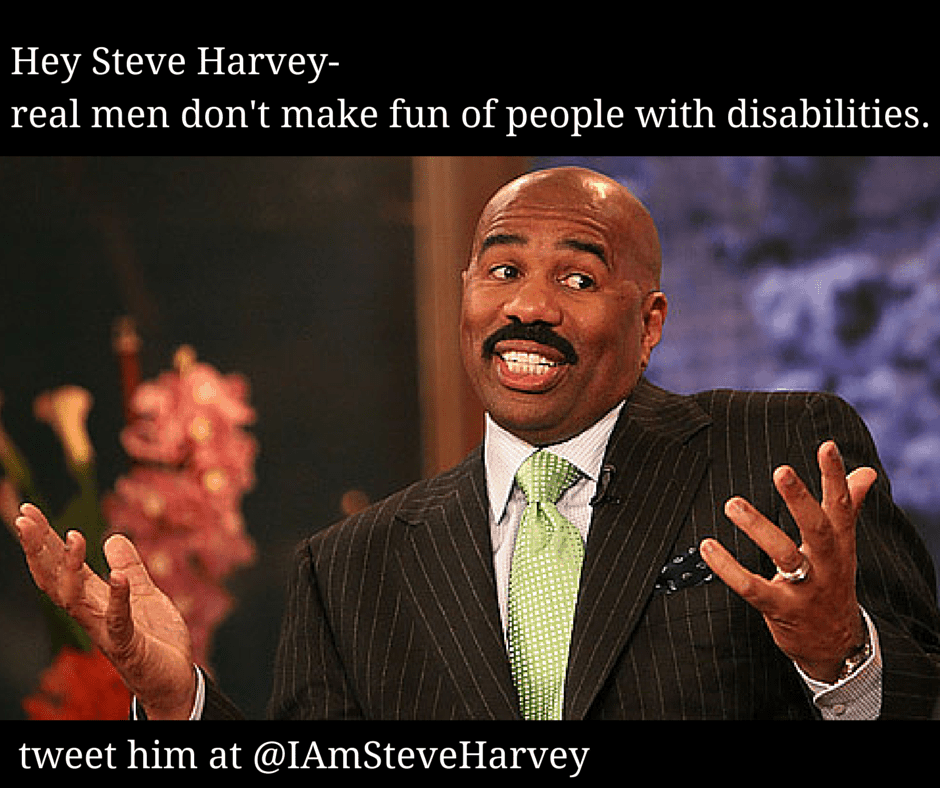 Hey Steve Harvey-
real men don't make fun of people with disabilities.
tweet him at @IAmSteveHarvey